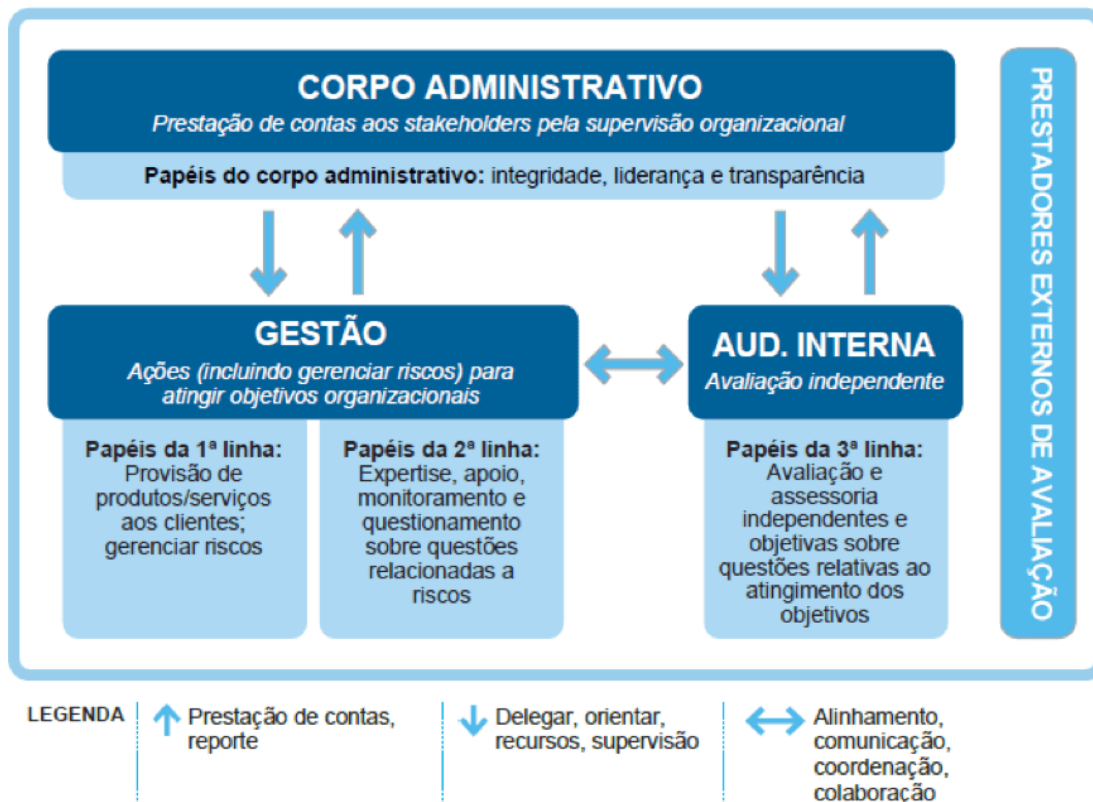 CORPO ADMINISTRATIVO
Prestação de contas aos stakeholders pela supervisão organizacional
Papéis do corpo administrativo: integridade, liderança e transparência
GESTÃO
Ações (incluindo gerenciar riscos) para
atingir objetivos organizacionais
Papéis da 1ª linha:
Provisão de
produtos/serviços
aos clientes;
gerenciar riscos
Papéis da 2ª linha:
Expertise, apoio,
monitoramento e
questionamento
sobre questões
relacionadas a
riscos
AUD. INTERNA
Avaliação independente
Papéis da 3ª linha:
Avaliação e
assessoria
independentes e
objetivas sobre
questões relativas ao
atingimento dos
objetivos
PRESTADORES EXTERNOS DE AVALIAÇÃO
LEGENDA
Prestação de contas,
reporte
Delegar, orientar,
recursos, supervisão
Alinhamento,
comunicação,
coordenação,
colaboração